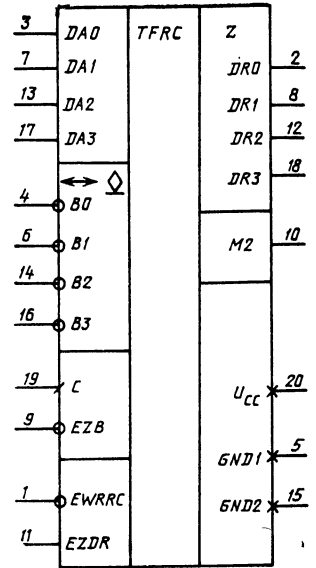 3 DA0 TFRC Z
7 DA1 DR0 2
13 DA2 DR1 8
17 DA3 DR2 12
DR3 18
4 B0
6 B1 M2 10
14 B2
16 B3
19 C UCC 20
9 EZB
GND1 5
1 EWRRC GND2 15
11 EZDR